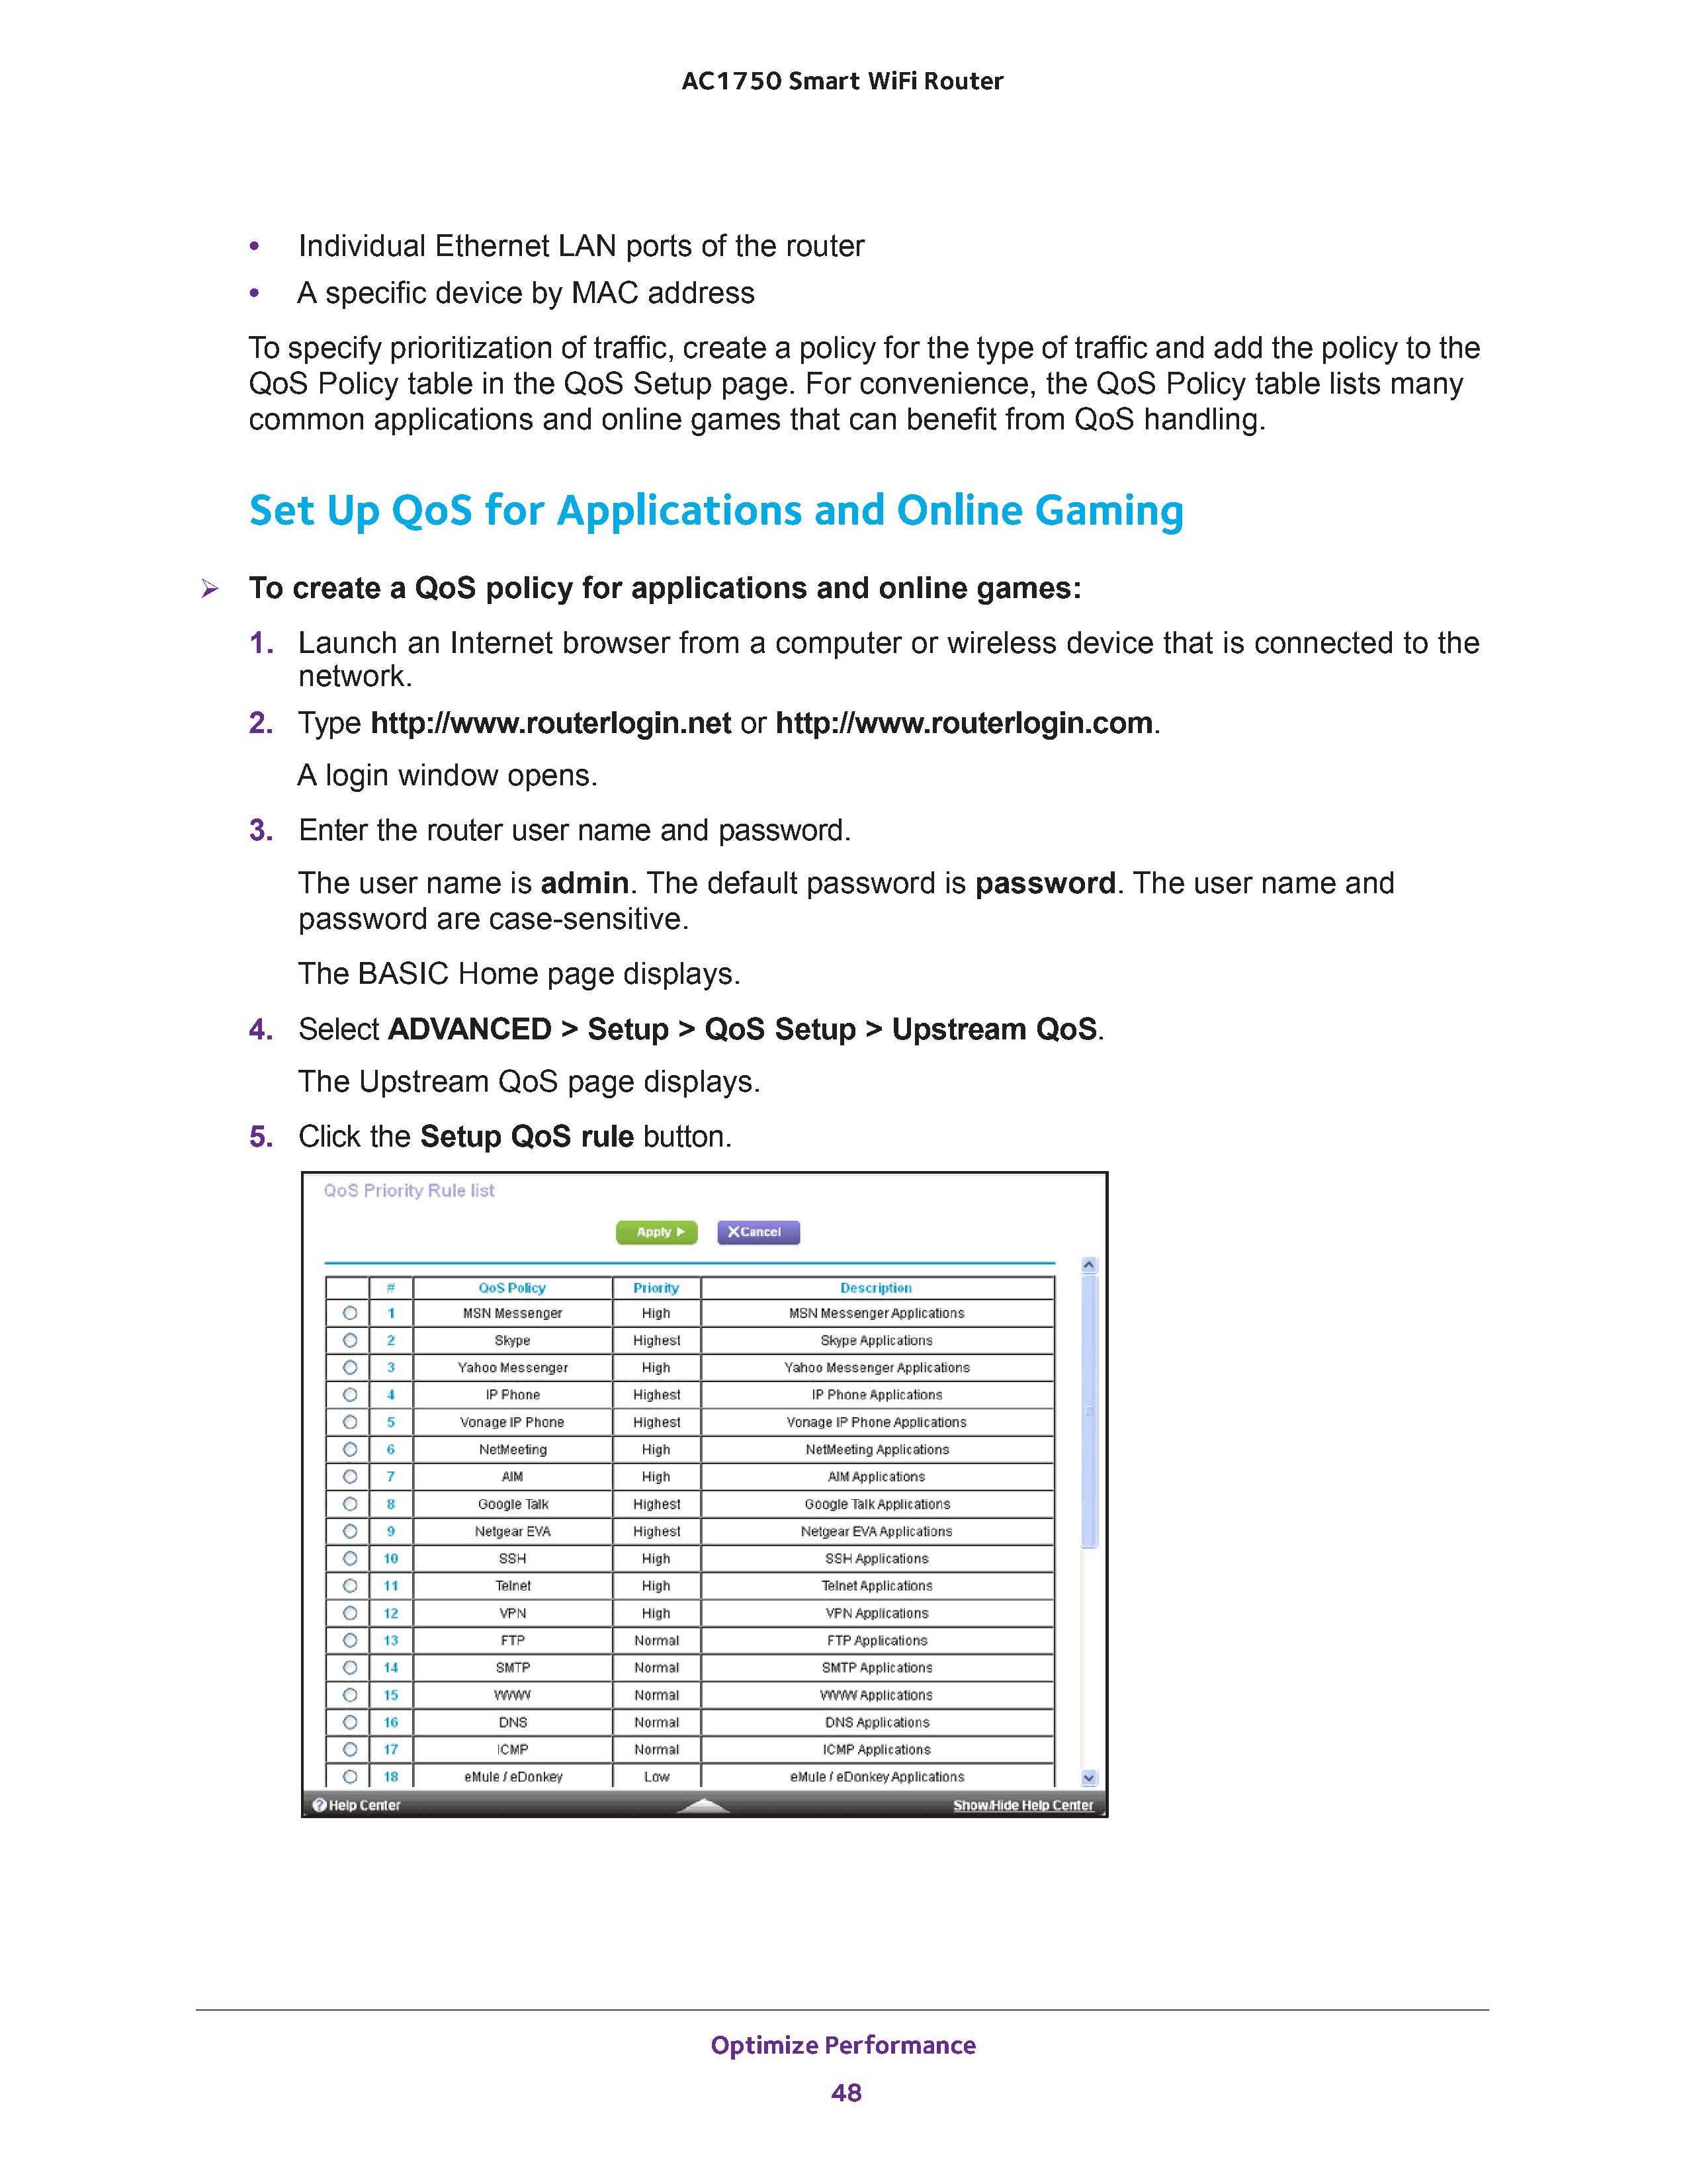 AC1750 Smart WiFi Router
• Individual Ethernet LAN ports of the router
• A specific device by MAC address
To specify prioritization of traffic, create a policy for the type of traffic and add the policy to the
QoS Policy table in the QoS Setup page. For convenience, the QoS Policy table lists many
common applications and online games that can benefit from QoS handling.
Set Up QoS for Applications and Online Gaming
➢ To create a QoS policy for applications and online games:
1. Launch an Internet browser from a computer or wireless device that is connected to the
network.
2. Type http://www.routerlogin.net or http://www.routerlogin.com.
A login window opens.
3. Enter the router user name and password.
The user name is admin. The default password is password. The user name and
password are case-sensitive.
The BASIC Home page displays.
4. Select ADVANCED > Setup > QoS Setup > Upstream QoS.
The Upstream QoS page displays.
5. Click the Setup QoS rule button.
QoS Priority Rule list
Apply ► XCancel
# QoS Policy Priority Description
1 MSN Messenger High MSN Messenger Applications
2 Skype Highest Skype Applications
3 Yahoo Messenger High Yahoo Messenger Applications
4 IP Phone Highest IP Phone Applications
5 Vonage IP Phone Highest Vonage IP Phone Applications
6 NetMeeting High NetMeeting Applications
7 AIM High AIM Applications
8 Google Talk Highest Google Talk Applications
9 Netgear EVA Highest Netgear EVA Applications
10 SSH High SSH Applications
11 Telnet High Telnet Applications
12 VPN High VPN Applications
13 FTP Normal FTP Applications
14 SMTP Normal SMTP Applications
15 WWW Normal WWW Applications
16 DNS Normal DNS Applications
17 ICMP Normal ICMP Applications
18 eMule / eDonkey Low eMule / eDonkey Applications
? Help Center Show/Hide Help Center
Optimize Performance
48